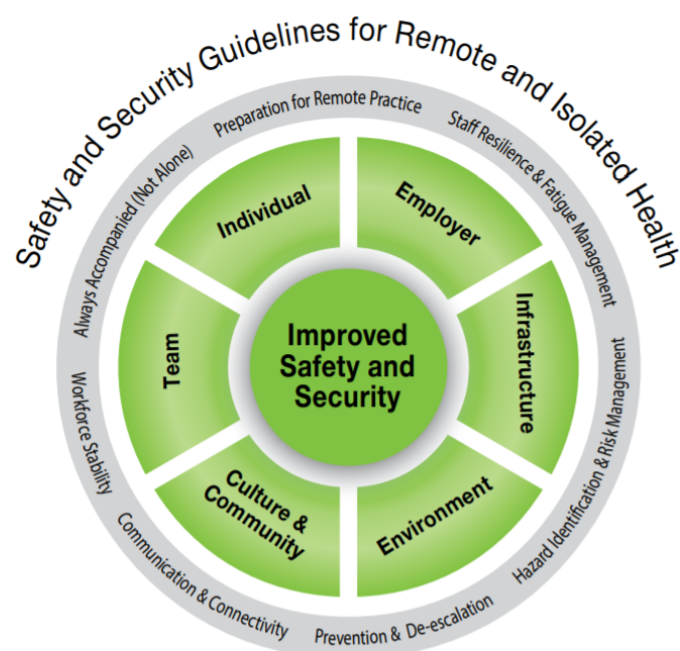 Safety and Security Guidelines for Remote and Isolated Health
Preparation for Remote Practice
Staff Resilience & Fatigue Management
Hazard Identification & Risk Management
Prevention & De-escalation
Communication & Connectivity
Workforce Stability
Always Accompanied (Not Alone)
Individual
Employer
Infrastructure
Environment
Culture &
Community
Team
Improved
Safety and
Security